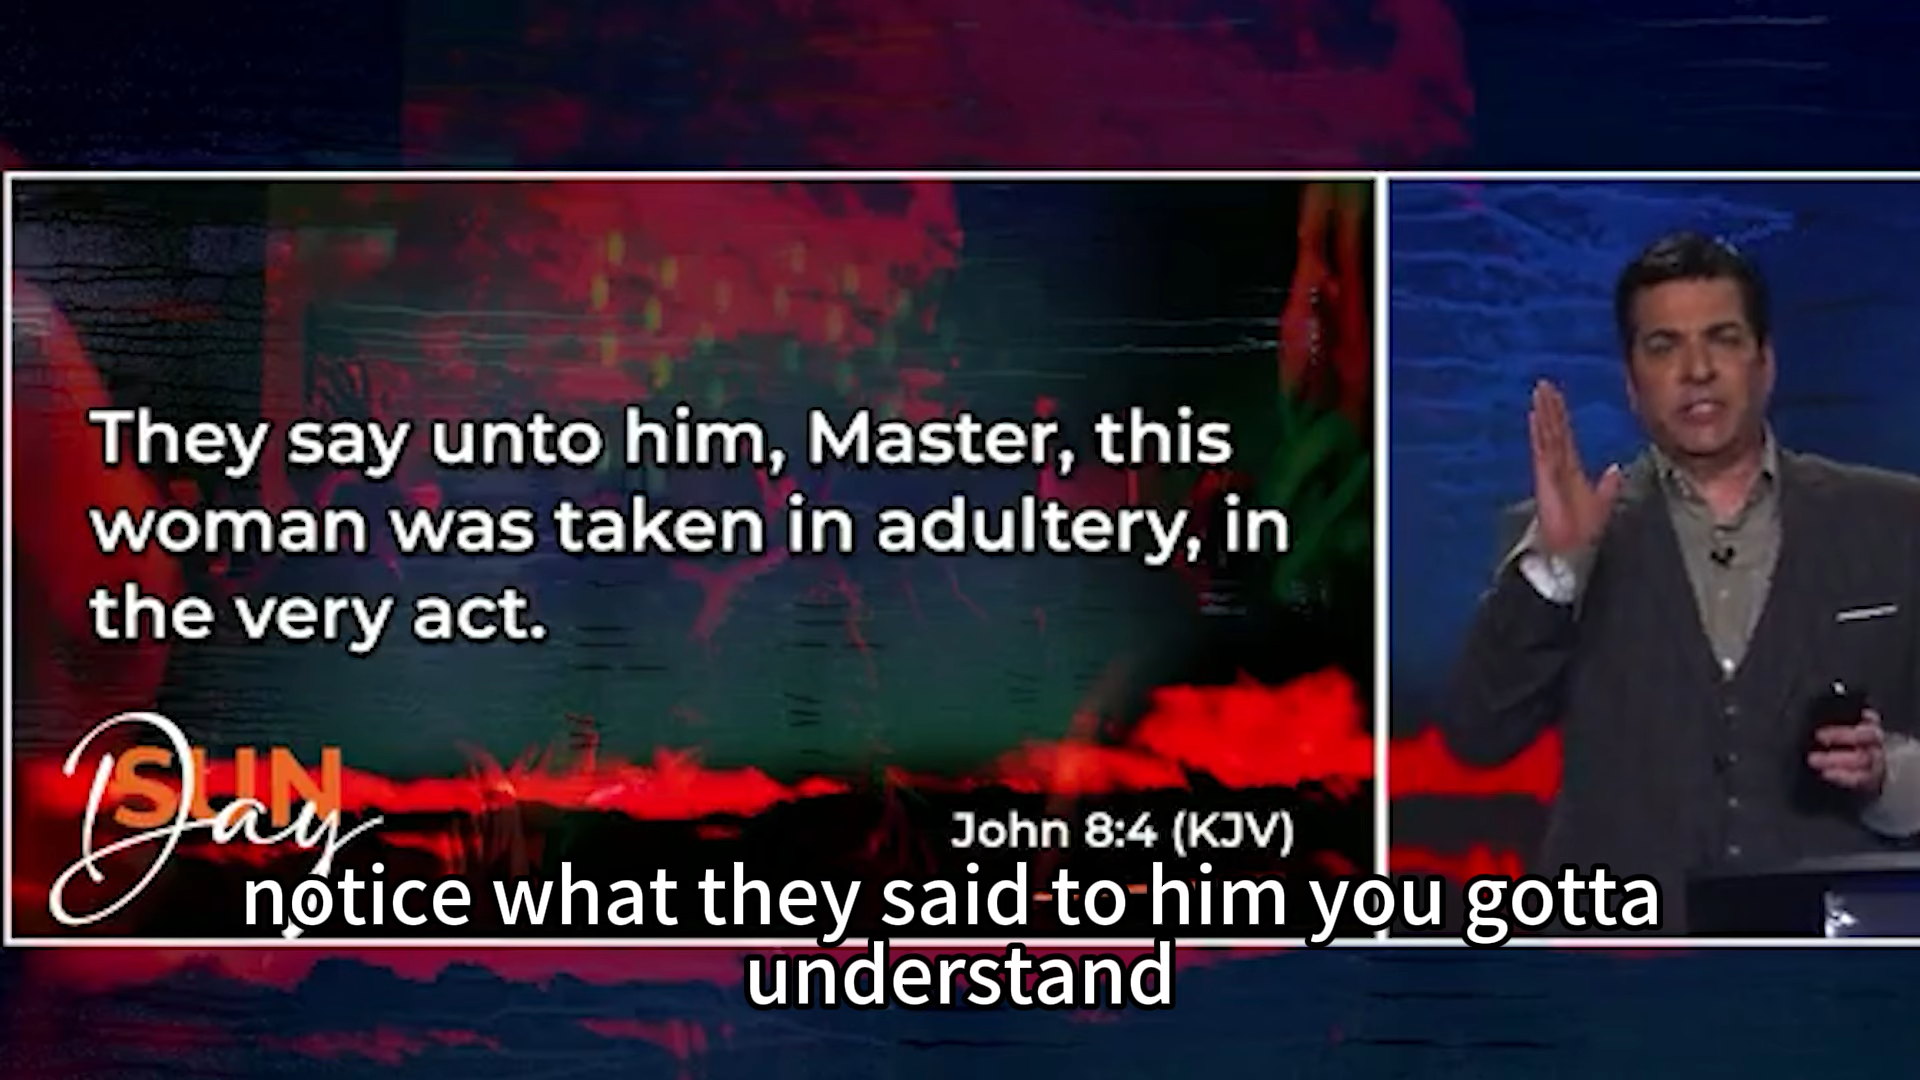 They say unto him, Master, this
woman was taken in adultery, in
the very act.
SUN
Day
John 8:4 (KJV)
notice what they said to him you gotta
understand